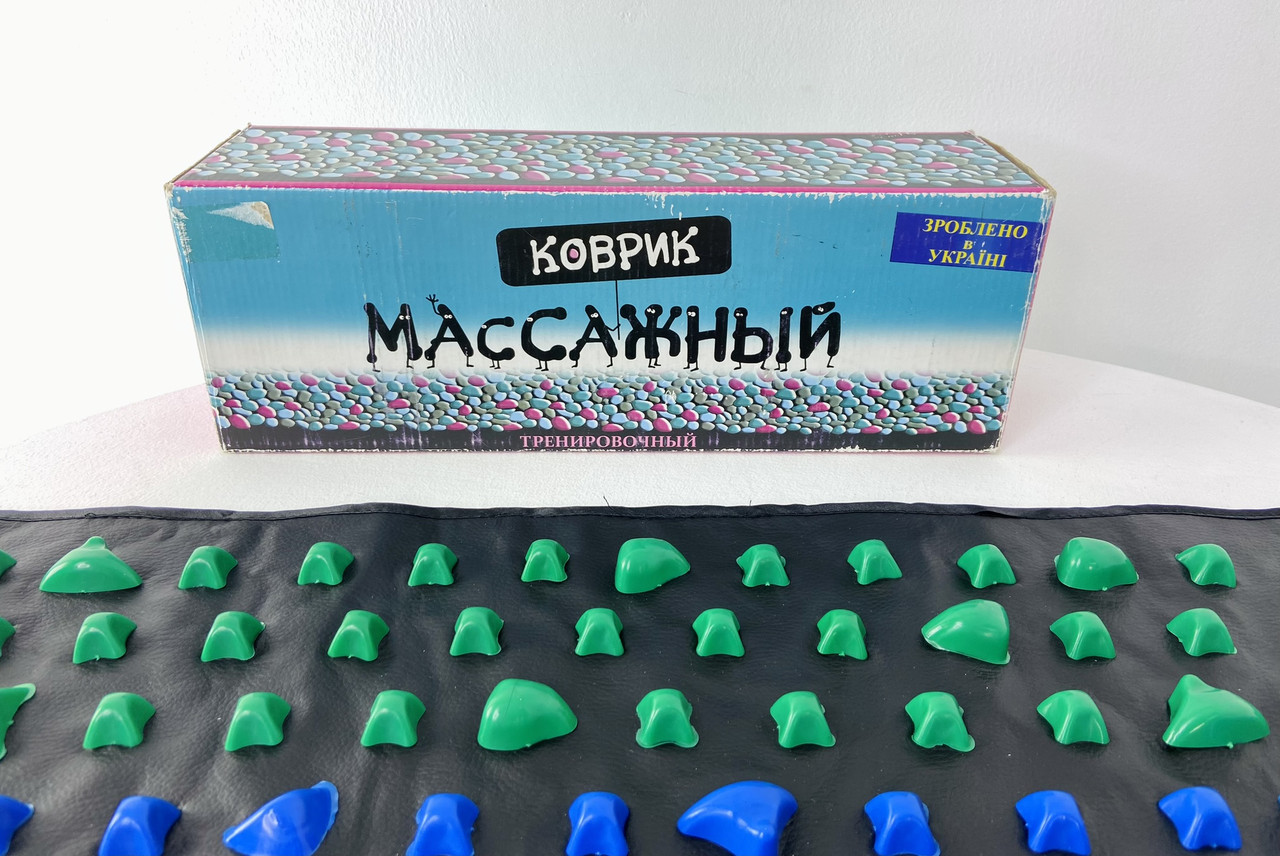 КОВРИК
МАССАЖНЫЙ
ЗРОБЛЕНО
в
УКРАЇНІ
ТРЕНИРОВОЧНЫЙ